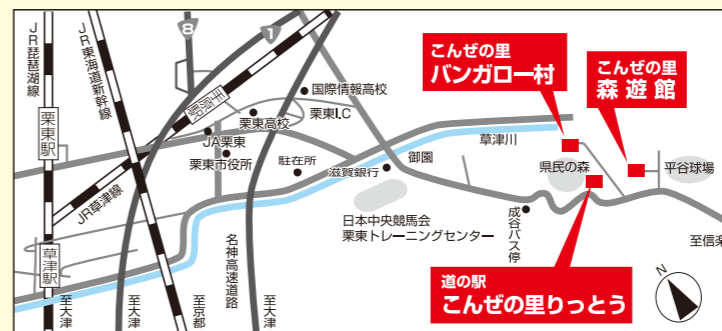 JR琵琶湖線
栗東駅
草津駅
至大津
JR東海道新幹線
JR草津線
手原駅
8
1
国際情報高校
栗東I.C
栗東高校
JA栗東
栗東市役所
駐在所
滋賀銀行
御園
草津川
日本中央競馬会
栗東トレーニングセンター
成谷バス停
県民の森
平谷球場
至信楽
こんぜの里
バンガロー村
こんぜの里
森遊館
道の駅
こんぜの里りっとう
至大津
至京都
名神高速道路
至大津
N